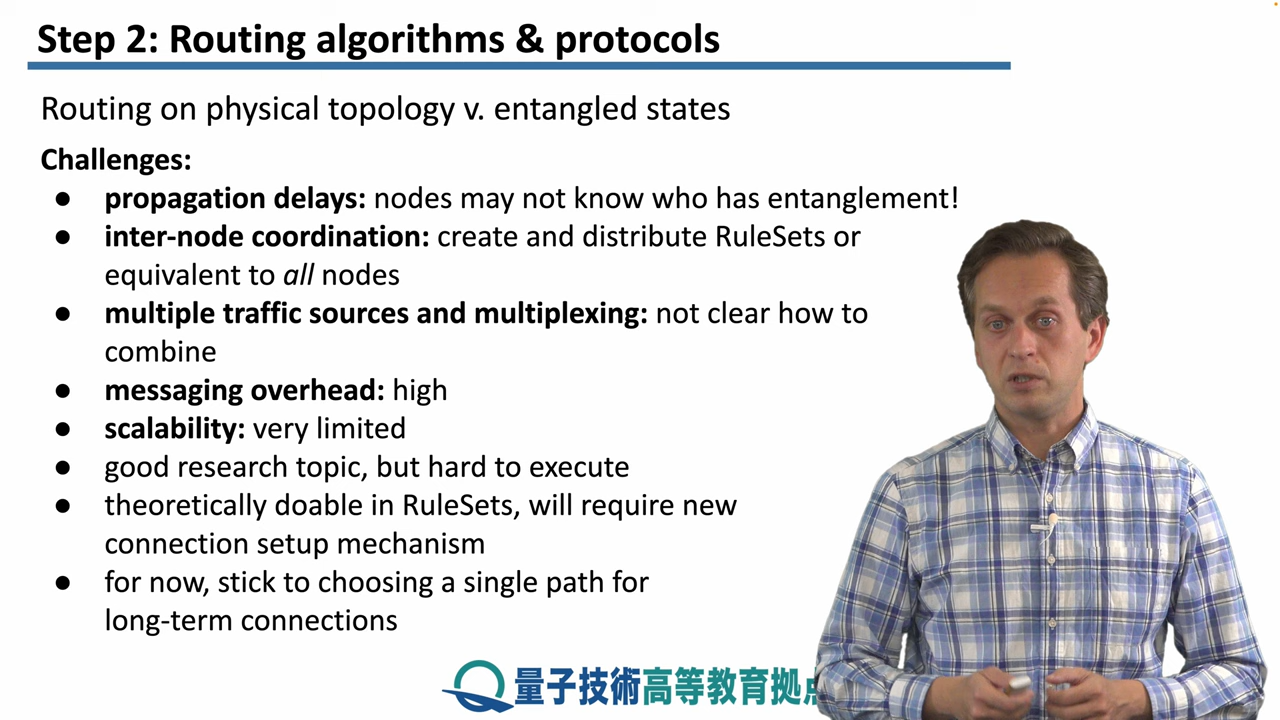 Step 2: Routing algorithms & protocols
Routing on physical topology v. entangled states
Challenges:
● propagation delays: nodes may not know who has entanglement!
● inter-node coordination: create and distribute RuleSets or
equivalent to all nodes
● multiple traffic sources and multiplexing: not clear how to
combine
● messaging overhead: high
● scalability: very limited
● good research topic, but hard to execute
● theoretically doable in RuleSets, will require new
connection setup mechanism
● for now, stick to choosing a single path for
long-term connections
量子技術高等教育拠点